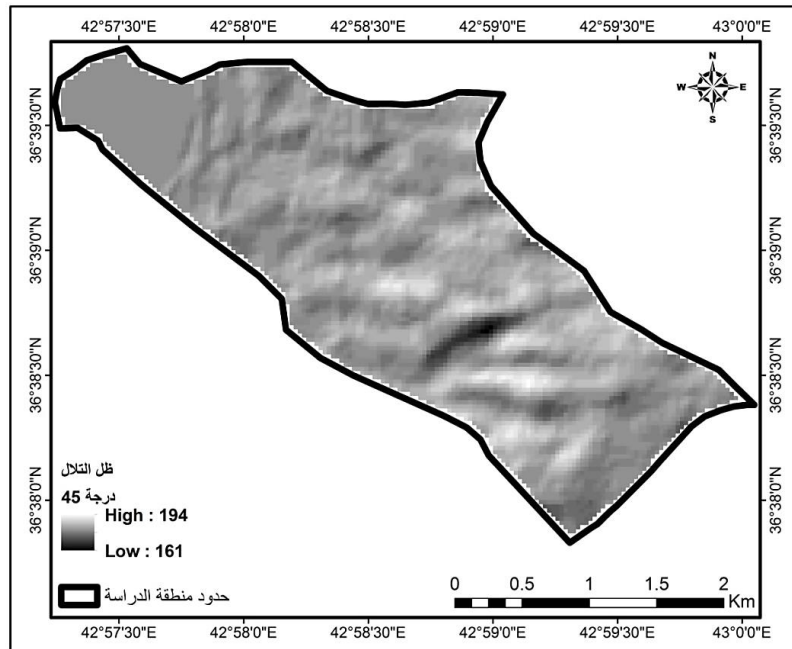 42°57'30"E 42°58'0"E 42°58'30"E 42°59'0"E 42°59'30"E 43°0'0"E
N
W E
S
36°39'30"N 36°39'30"N
36°39'0"N 36°39'0"N
36°38'30"N 36°38'30"N
36°38'0"N 36°38'0"N
ظل التلال
45 درجة
High : 194
Low : 161
حدود منطقة الدراسة
0 0.5 1 1.5 2
Km
42°57'30"E 42°58'0"E 42°58'30"E 42°59'0"E 42°59'30"E 43°0'0"E